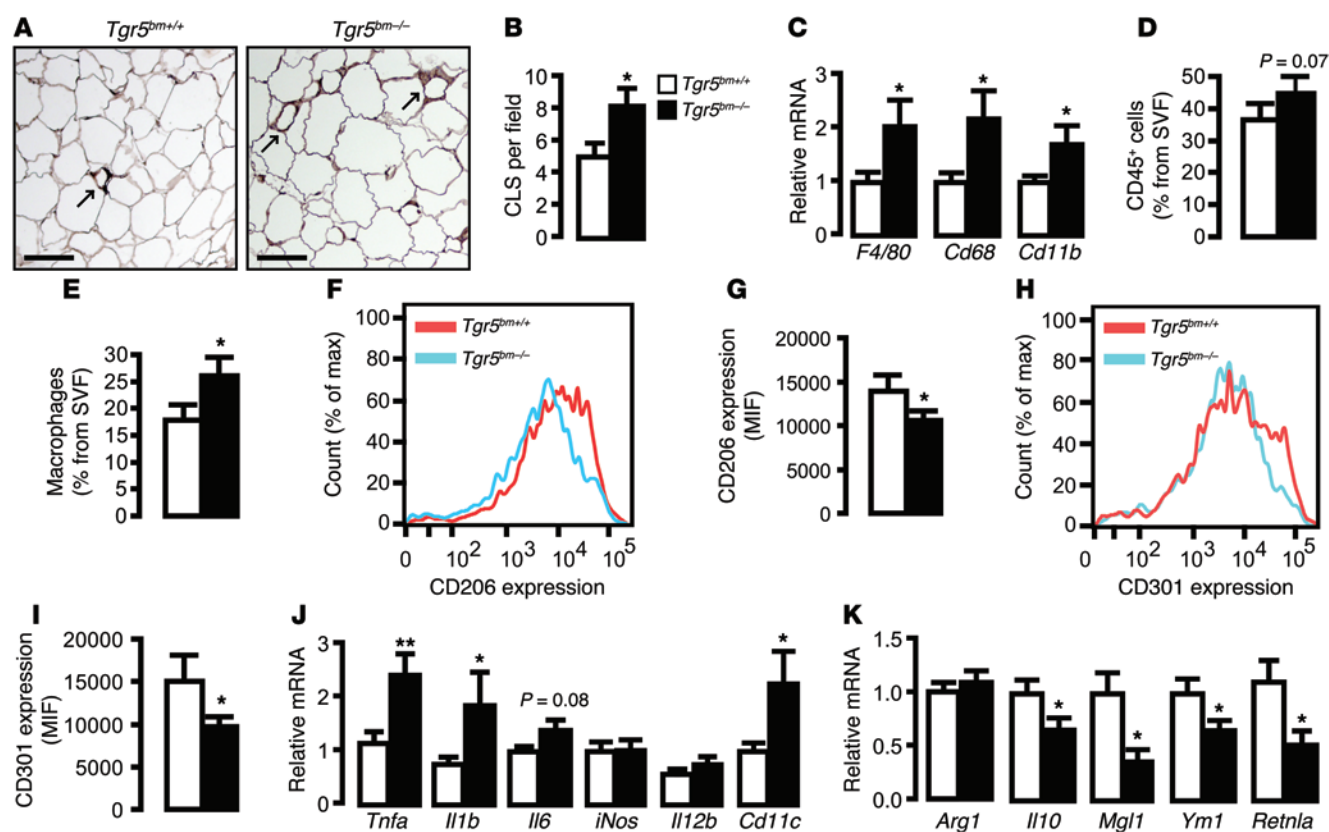 A
Tgr5bm+/+
Tgr5bm–/–
B
CLS per field
10
8
6
4
2
0
*
Tgr5bm+/+
Tgr5bm–/–
C
Relative mRNA
3
2
1
0
*
*
*
F4/80 Cd68 Cd11b
D
CD45+ cells
(% from SVF)
50
40
30
20
10
0
P = 0.07
E
Macrophages
(% from SVF)
30
25
20
15
10
5
0
*
F
Count (% of max)
100
80
60
40
20
0
Tgr5bm+/+
Tgr5bm–/–
0 102 103 104 105
CD206 expression
G
CD206 expression
(MIF)
20000
15000
10000
5000
0
*
H
Count (% of max)
100
80
60
40
20
0
Tgr5bm+/+
Tgr5bm–/–
0 102 103 104 105
CD301 expression
I
CD301 expression
(MIF)
20000
15000
10000
5000
0
*
J
Relative mRNA
3
2
1
0
**
*
P = 0.08
*
Tnfa Il1b Il6 iNos Il12b Cd11c
K
Relative mRNA
1.5
1.0
0.5
0.0
*
*
*
*
Arg1 Il10 Mgl1 Ym1 Retnla